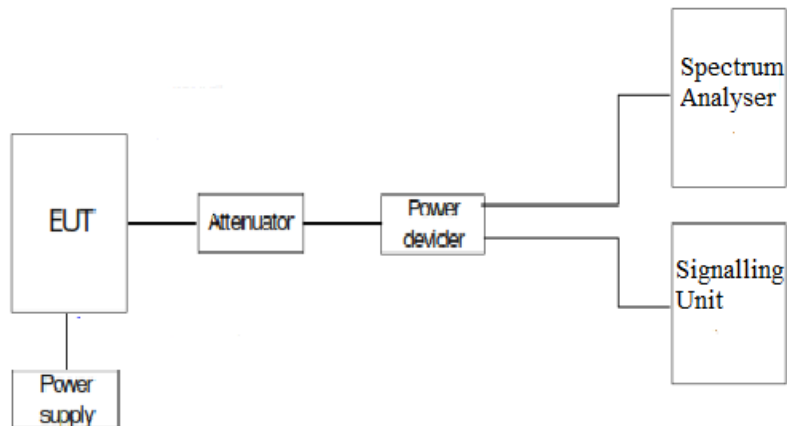 Spectrum
Analyser
EUT
Attenuator
Power
devider
Signalling
Unit
Power
supply